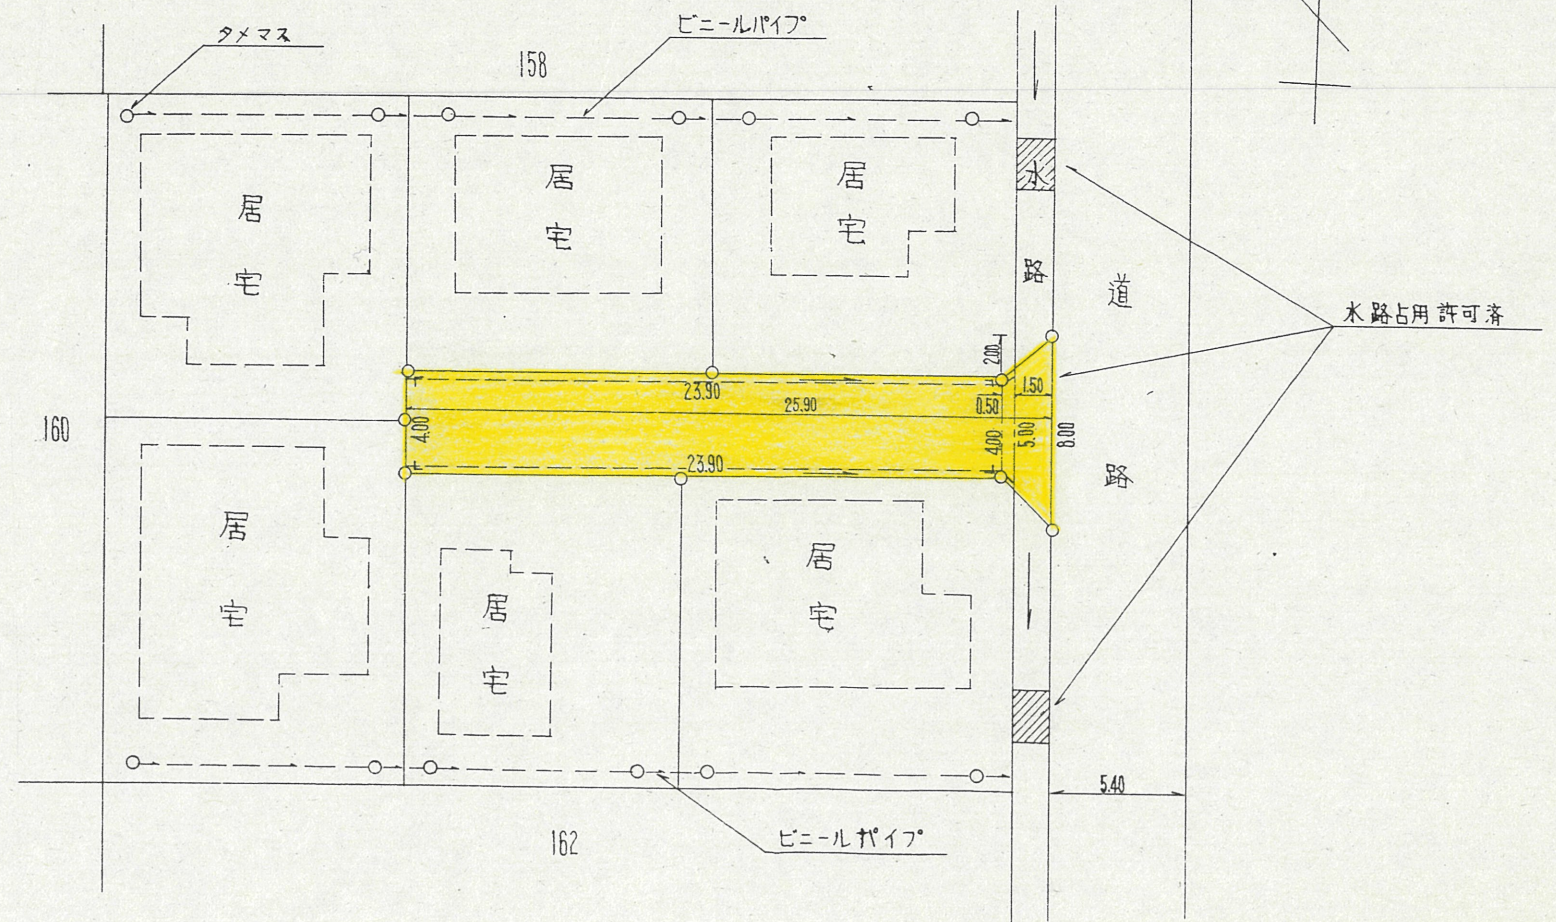 タメマス
ビニールパイプ
158
居宅
居宅
居宅
水路
道路
水路占用許可済
2.00
23.90
1.50
25.90
0.50
160
4.00
4.00
5.00
8.00
23.90
居宅
居宅
居宅
5.40
ビニールパイプ
162